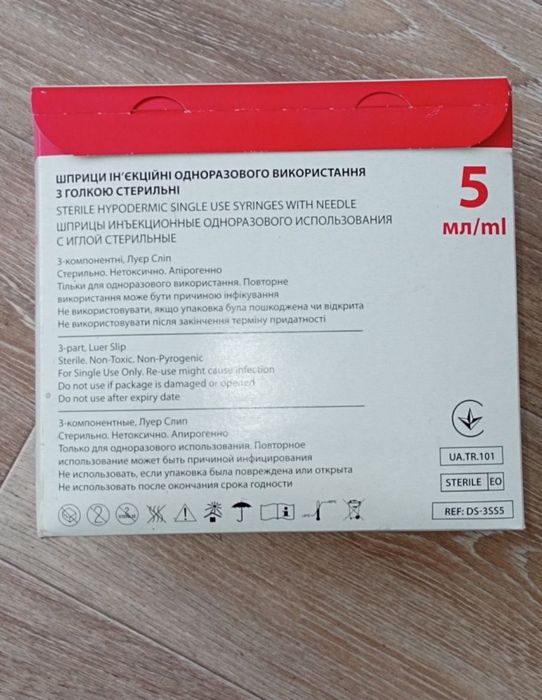 ШПРИЦИ ІН'ЄКЦІЙНІ ОДНОРАЗОВОГО ВИКОРИСТАННЯ
З ГОЛКОЮ СТЕРИЛЬНІ
STERILE HYPODERMIC SINGLE USE SYRINGES WITH NEEDLE
ШПРИЦЫ ИНЪЕКЦИОННЫЕ ОДНОРАЗОВОГО ИСПОЛЬЗОВАНИЯ
С ИГЛОЙ СТЕРИЛЬНЫЕ
5
мл/ml
3-компонентні, Луєр Сліп
Стерильно. Нетоксично. Апірогенно
Тільки для одноразового використання. Повторне
використання може бути причиною інфікування
Не використовувати, якщо упаковка була пошкоджена чи відкрита
Не використовувати після закінчення терміну придатності
3-part, Luer Slip
Sterile. Non-Toxic. Non-Pyrogenic
For Single Use Only. Re-use might cause infection
Do not use if package is damaged or opened
Do not use after expiry date
3-компонентные, Луер Слип
Стерильно. Нетоксично. Апирогенно
Только для одноразового использования. Повторное
использование может быть причиной инфицирования
Не использовать, если упаковка была повреждена или открыта
Не использовать после окончания срока годности
UA.TR.101
STERILE EO
REF: DS-3SS5